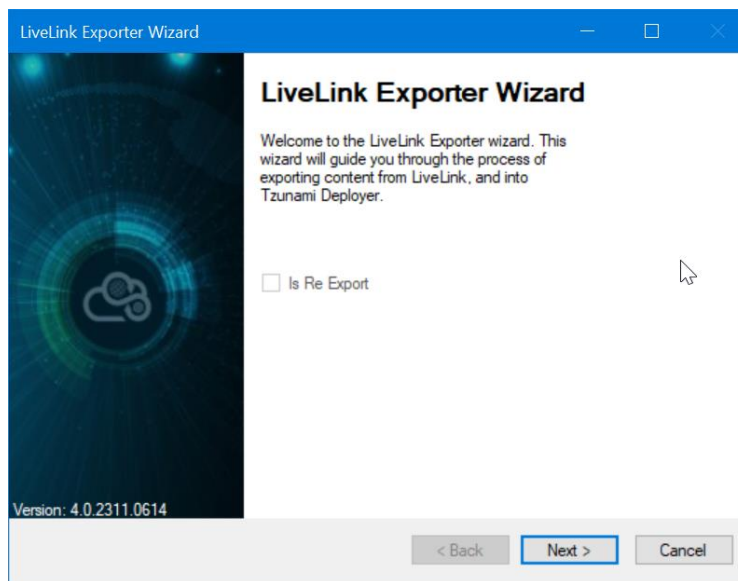 LiveLink Exporter Wizard
LiveLink Exporter Wizard
Welcome to the LiveLink Exporter wizard. This
wizard will guide you through the process of
exporting content from LiveLink, and into
Tzunami Deployer.
Is Re Export
Version: 4.0.2311.0614
< Back
Next >
Cancel